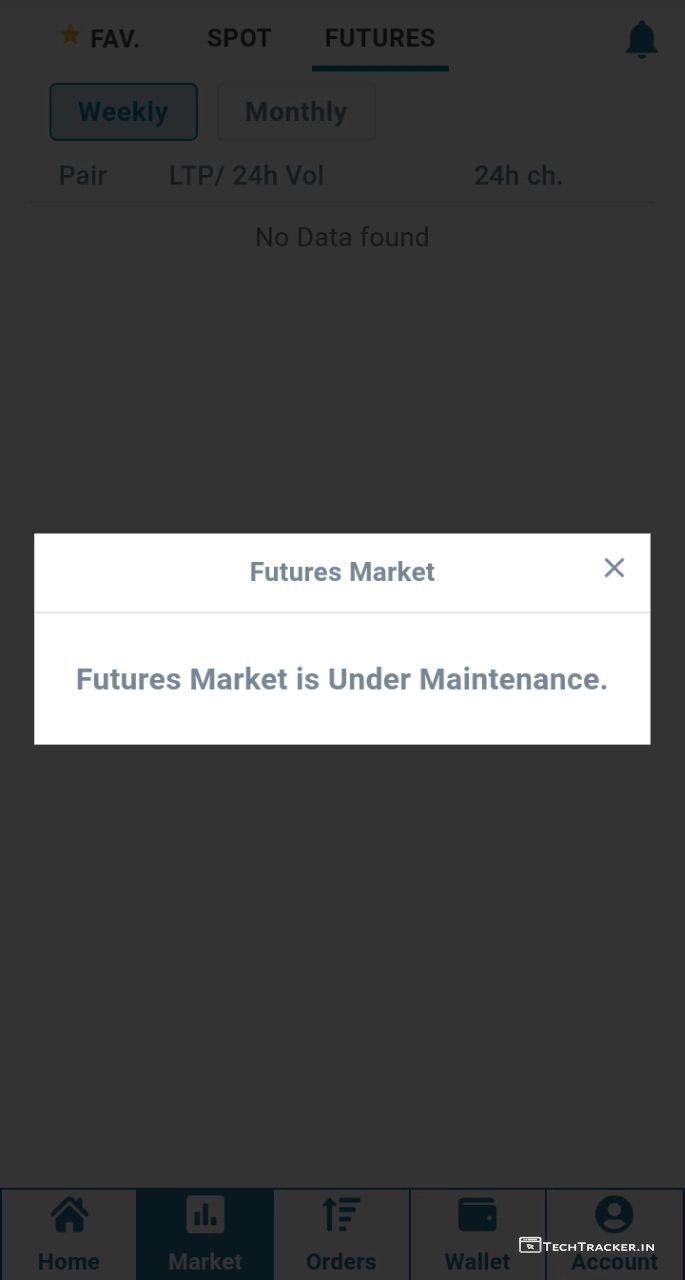 FAV. SPOT FUTURES
Weekly Monthly
Pair LTP/ 24h Vol 24h ch.
No Data found
Futures Market
Futures Market is Under Maintenance.
Home Market Orders Wallet Account
TECHTRACKER.IN